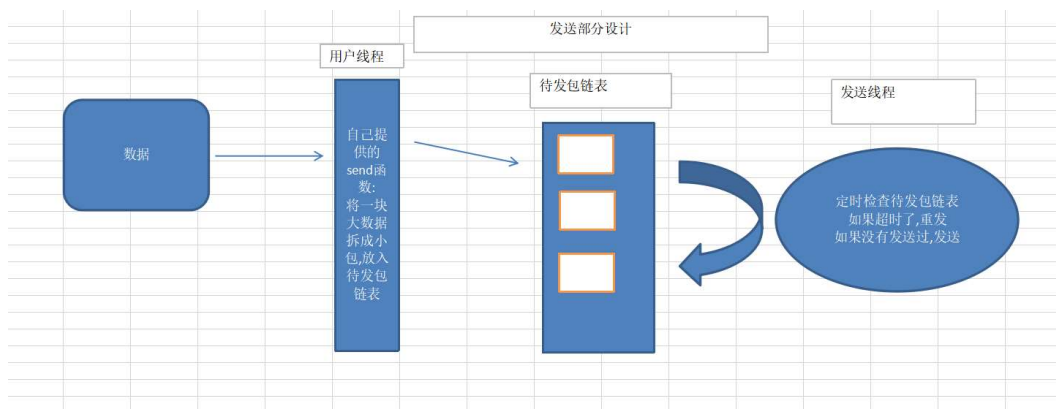 发送部分设计
用户线程
待发包链表
发送线程
数据
自己提
供的
send函
数:
将一块
大数据
拆成小
包,放入
待发包
链表
定时检查待发包链表
如果超时了,重发
如果没有发送过,发送